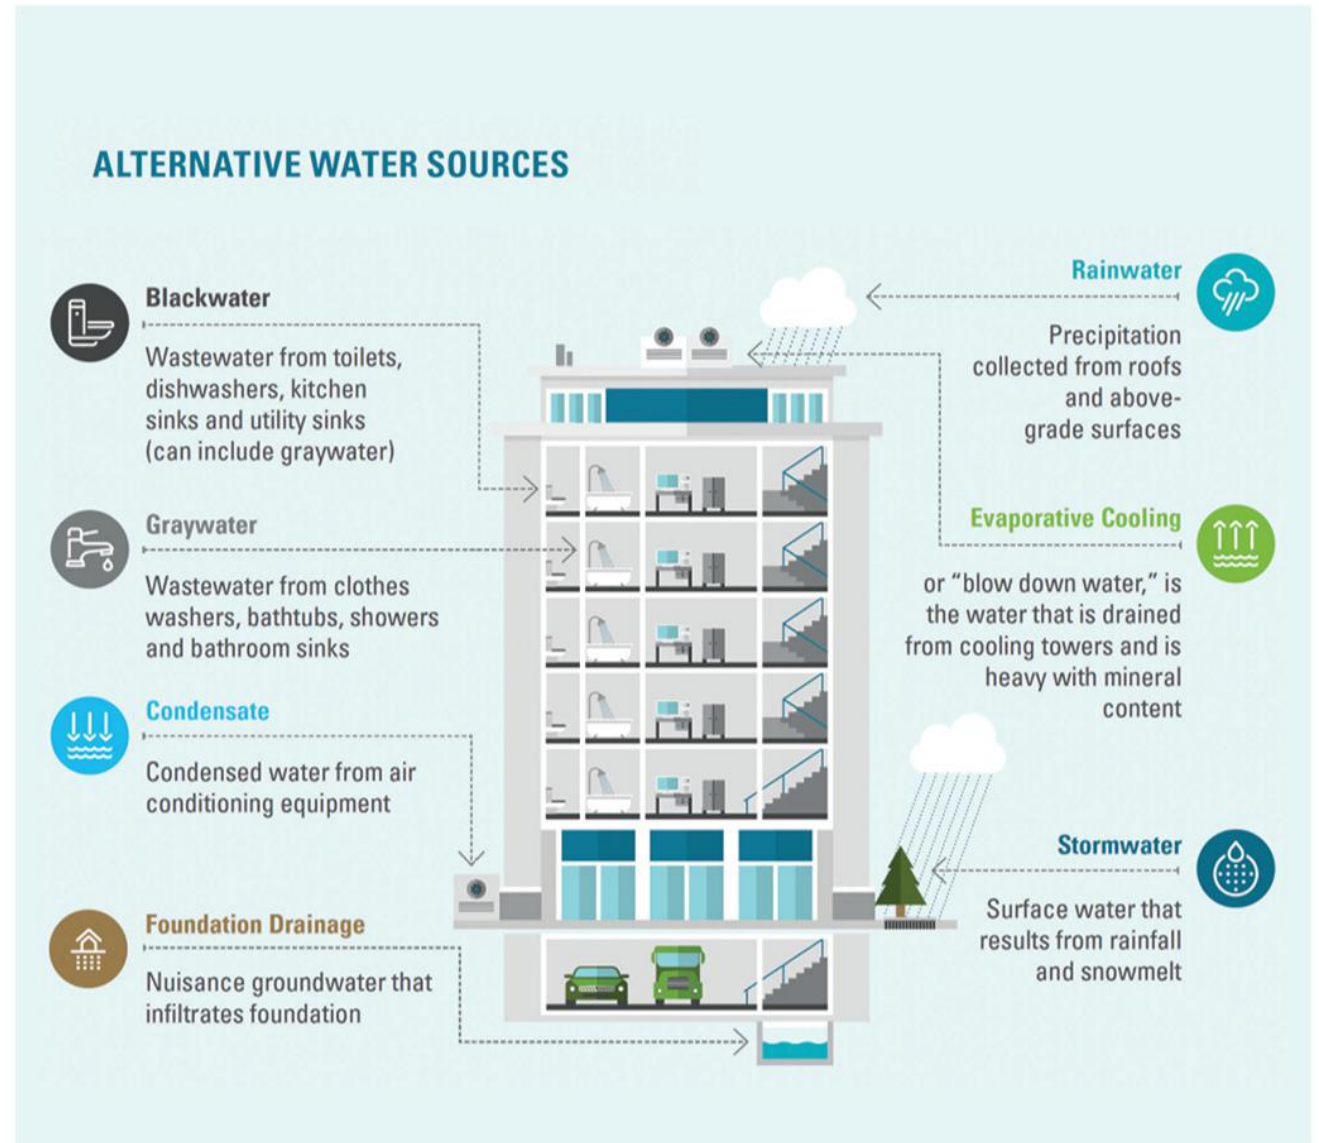 ALTERNATIVE WATER SOURCES
Blackwater
Wastewater from toilets,
dishwashers, kitchen
sinks and utility sinks
(can include graywater)
Graywater
Wastewater from clothes
washers, bathtubs, showers
and bathroom sinks
Condensate
Condensed water from air
conditioning equipment
Foundation Drainage
Nuisance groundwater that
infiltrates foundation
Rainwater
Precipitation
collected from roofs
and above-
grade surfaces
Evaporative Cooling
or “blow down water,” is
the water that is drained
from cooling towers and is
heavy with mineral
content
Stormwater
Surface water that
results from rainfall
and snowmelt